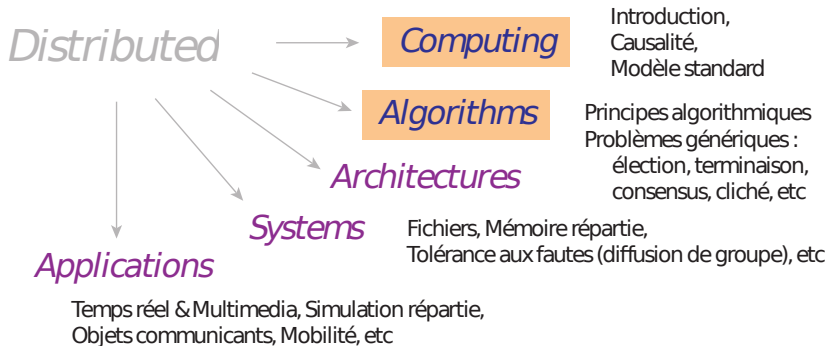 Distributed
Computing
Introduction,
Causalité,
Modèle standard
Algorithms
Principes algorithmiques
Problèmes génériques :
élection, terminaison,
consensus, cliché, etc
Architectures
Systems
Fichiers, Mémoire répartie,
Tolérance aux fautes (diffusion de groupe), etc
Applications
Temps réel & Multimedia, Simulation répartie,
Objets communicants, Mobilité, etc